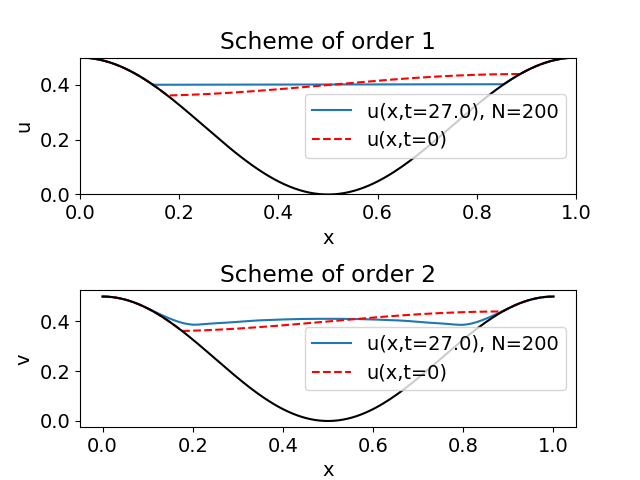 Scheme of order 1
u
0.4
0.2
0.0
u(x,t=27.0), N=200
u(x,t=0)
0.0 0.2 0.4 0.6 0.8 1.0
x
Scheme of order 2
v
0.4
0.2
0.0
u(x,t=27.0), N=200
u(x,t=0)
0.0 0.2 0.4 0.6 0.8 1.0
x